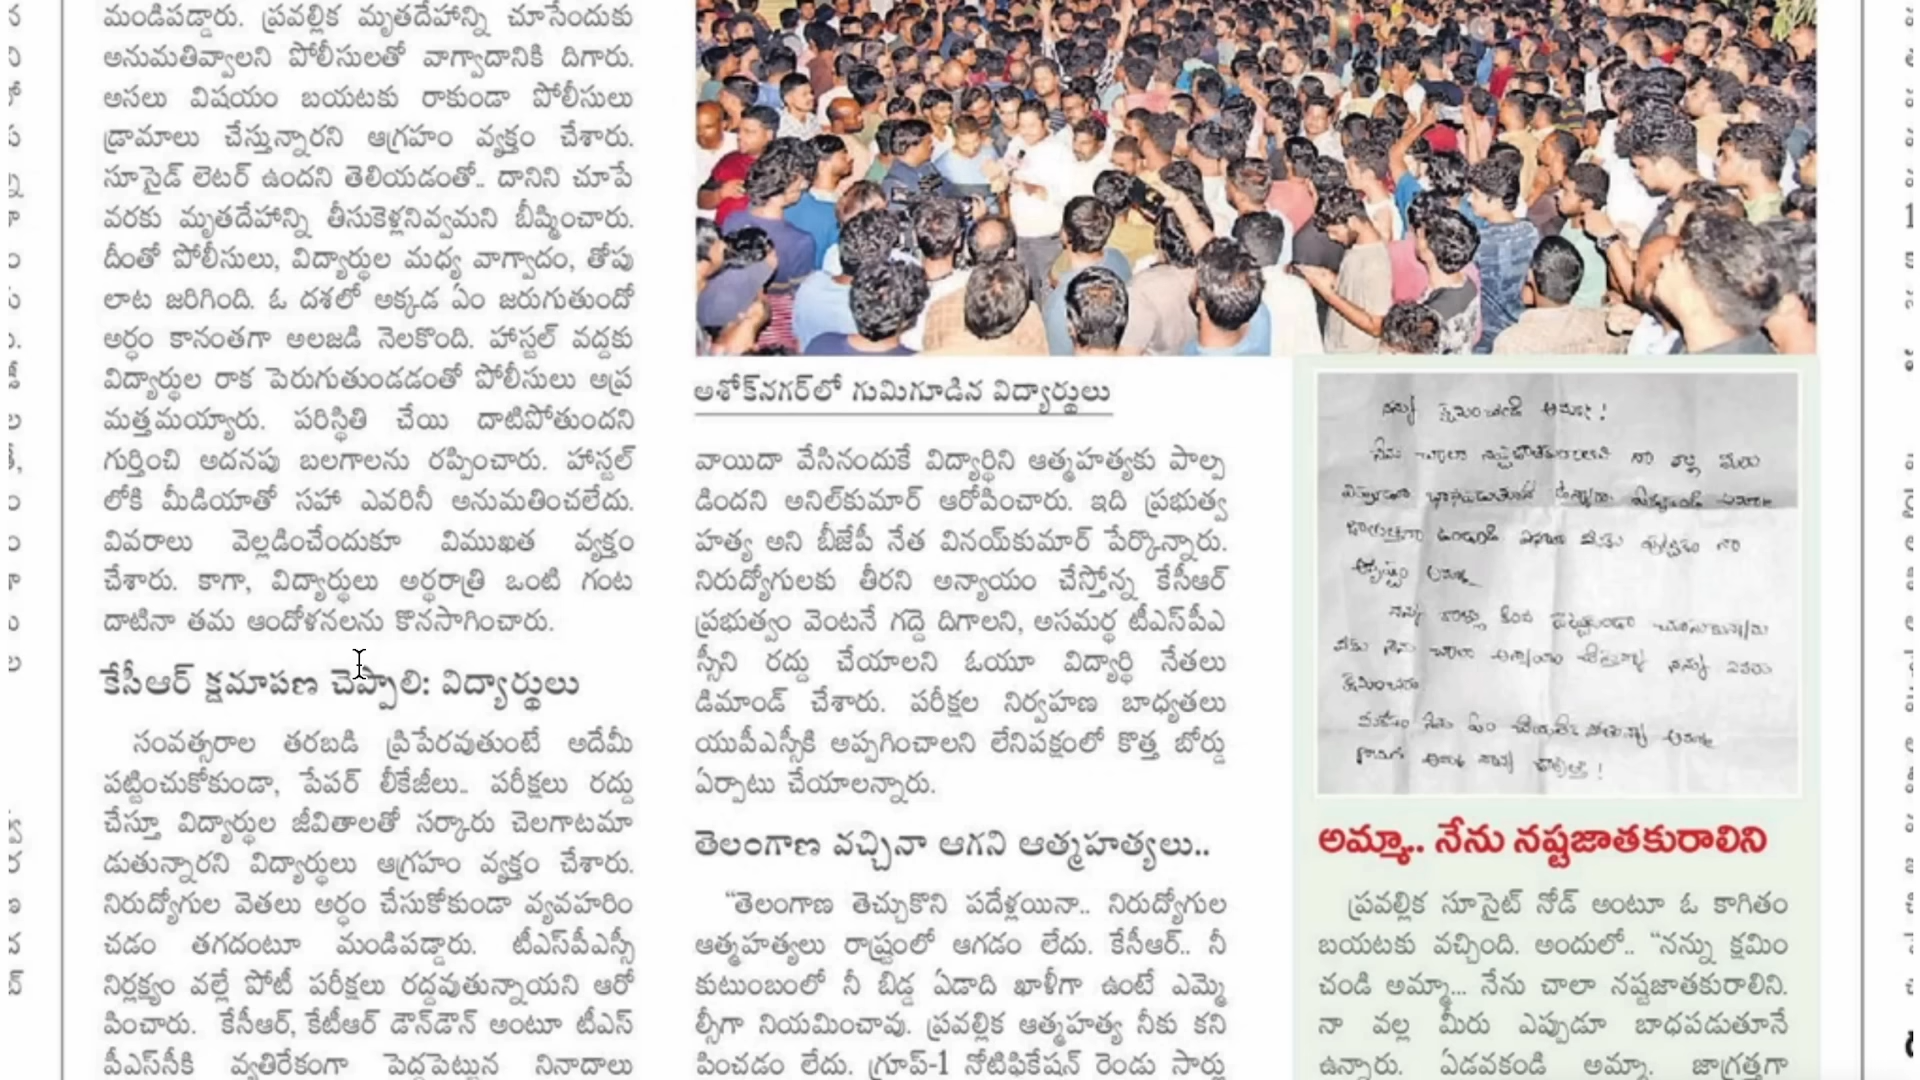 మండిపడ్డారు. ప్రవల్లిక మృతదేహాన్ని చూసేందుకు
అనుమతివ్వాలని పోలీసులతో వాగ్వాదానికి దిగారు.
అసలు విషయం బయటకు రాకుండా పోలీసులు
డ్రామాలు చేస్తున్నారని ఆగ్రహం వ్యక్తం చేశారు.
సూసైడ్ లెటర్ ఉందని తెలియడంతో.. దానిని చూపే
వరకు మృతదేహాన్ని తీసుకెళ్లనివ్వమని బీష్మించారు.
దీంతో పోలీసులు, విద్యార్థుల మధ్య వాగ్వాదం, తోపు
లాట జరిగింది. ఓ దశలో అక్కడ ఏం జరుగుతుందో
అర్థం కానంతగా అలజడి నెలకొంది. హాస్టల్ వద్దకు
విద్యార్థుల రాక పెరుగుతుండడంతో పోలీసులు అప్ర
మత్తమయ్యారు. పరిస్థితి చేయి దాటిపోతుందని
గుర్తించి అదనపు బలగాలను రప్పించారు. హాస్టల్
లోకి మీడియాతో సహా ఎవరినీ అనుమతించలేదు.
వివరాలు వెల్లడించేందుకూ విముఖత వ్యక్తం
చేశారు. కాగా, విద్యార్థులు అర్థరాత్రి ఒంటి గంట
దాటినా తమ ఆందోళనలను కొనసాగించారు.
కేసీఆర్ క్షమాపణ చెప్పాలి: విద్యార్థులు
సంవత్సరాల తరబడి ప్రిపేరవుతుంటే అదేమీ
పట్టించుకోకుండా, పేపర్ లీకేజీలు.. పరీక్షలు రద్దు
చేస్తూ విద్యార్థుల జీవితాలతో సర్కారు చెలగాటమా
డుతున్నారని విద్యార్థులు ఆగ్రహం వ్యక్తం చేశారు.
నిరుద్యోగుల వెతలు అర్థం చేసుకోకుండా వ్యవహరిం
చడం తగదంటూ మండిపడ్డారు. టీఎస్‌పీఎస్సీ
నిర్లక్ష్యం వల్లే పోటీ పరీక్షలు రద్దవుతున్నాయని ఆరో
పించారు. కేసీఆర్, కేటీఆర్ డౌన్‌డౌన్ అంటూ టీఎస్
పీఎస్‌సీకి వ్యతిరేకంగా పెద్దపెట్టున నినాదాలు
అశోక్‌నగర్‌లో గుమిగూడిన విద్యార్థులు
వాయిదా వేసినందుకే విద్యార్థిని ఆత్మహత్యకు పాల్ప
డిందని అనిల్‌కుమార్ ఆరోపించారు. ఇది ప్రభుత్వ
హత్య అని బీజేపీ నేత వినయ్‌కుమార్ పేర్కొన్నారు.
నిరుద్యోగులకు తీరని అన్యాయం చేస్తోన్న కేసీఆర్
ప్రభుత్వం వెంటనే గద్దె దిగాలని, అసమర్థ టీఎస్‌పీఎ
స్సీని రద్దు చేయాలని ఓయూ విద్యార్థి నేతలు
డిమాండ్ చేశారు. పరీక్షల నిర్వహణ బాధ్యతలు
యుపీఎస్సీకి అప్పగించాలని లేనిపక్షంలో కొత్త బోర్డు
ఏర్పాటు చేయాలన్నారు.
తెలంగాణ వచ్చినా ఆగని ఆత్మహత్యలు..
“తెలంగాణ తెచ్చుకొని పదేళ్లయినా.. నిరుద్యోగుల
ఆత్మహత్యలు రాష్ట్రంలో ఆగడం లేదు. కేసీఆర్.. నీ
కుటుంబంలో నీ బిడ్డ ఏడాది ఖాళీగా ఉంటే ఎమ్మె
ల్సీగా నియమించావు. ప్రవల్లిక ఆత్మహత్య నీకు కని
పించడం లేదు. గ్రూప్-1 నోటిఫికేషన్ రెండు సార్లు
నన్ను క్షమించండి అమ్మా!
అమ్మా.. నేను నష్టజాతకురాలిని
ప్రవల్లిక సూసైట్ నోడ్ అంటూ ఓ కాగితం
బయటకు వచ్చింది. అందులో.. “నన్ను క్షమిం
చండి అమ్మా... నేను చాలా నష్టజాతకురాలిని.
నా వల్ల మీరు ఎప్పుడూ బాధపడుతూనే
ఉన్నారు. ఏడవకండి అమ్మా. జాగ్రత్తగా